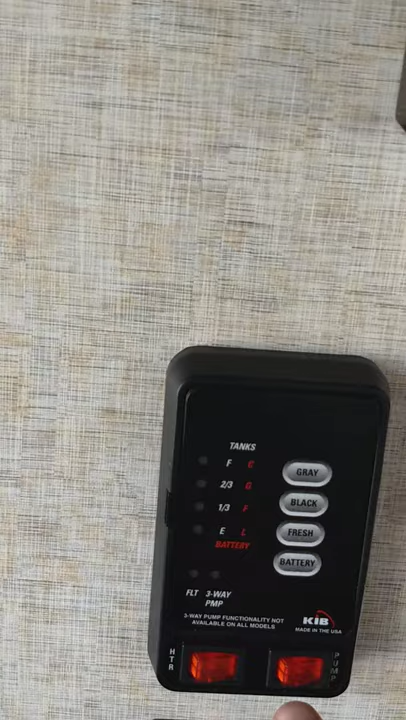 TANKS
F C
2/3 G
1/3 F
E L
BATTERY
GRAY
BLACK
FRESH
BATTERY
FLT 3-WAY
PMP
3-WAY PUMP FUNCTIONALITY NOT
AVAILABLE ON ALL MODELS
KIB
MADE IN THE USA
HTR
PUMP